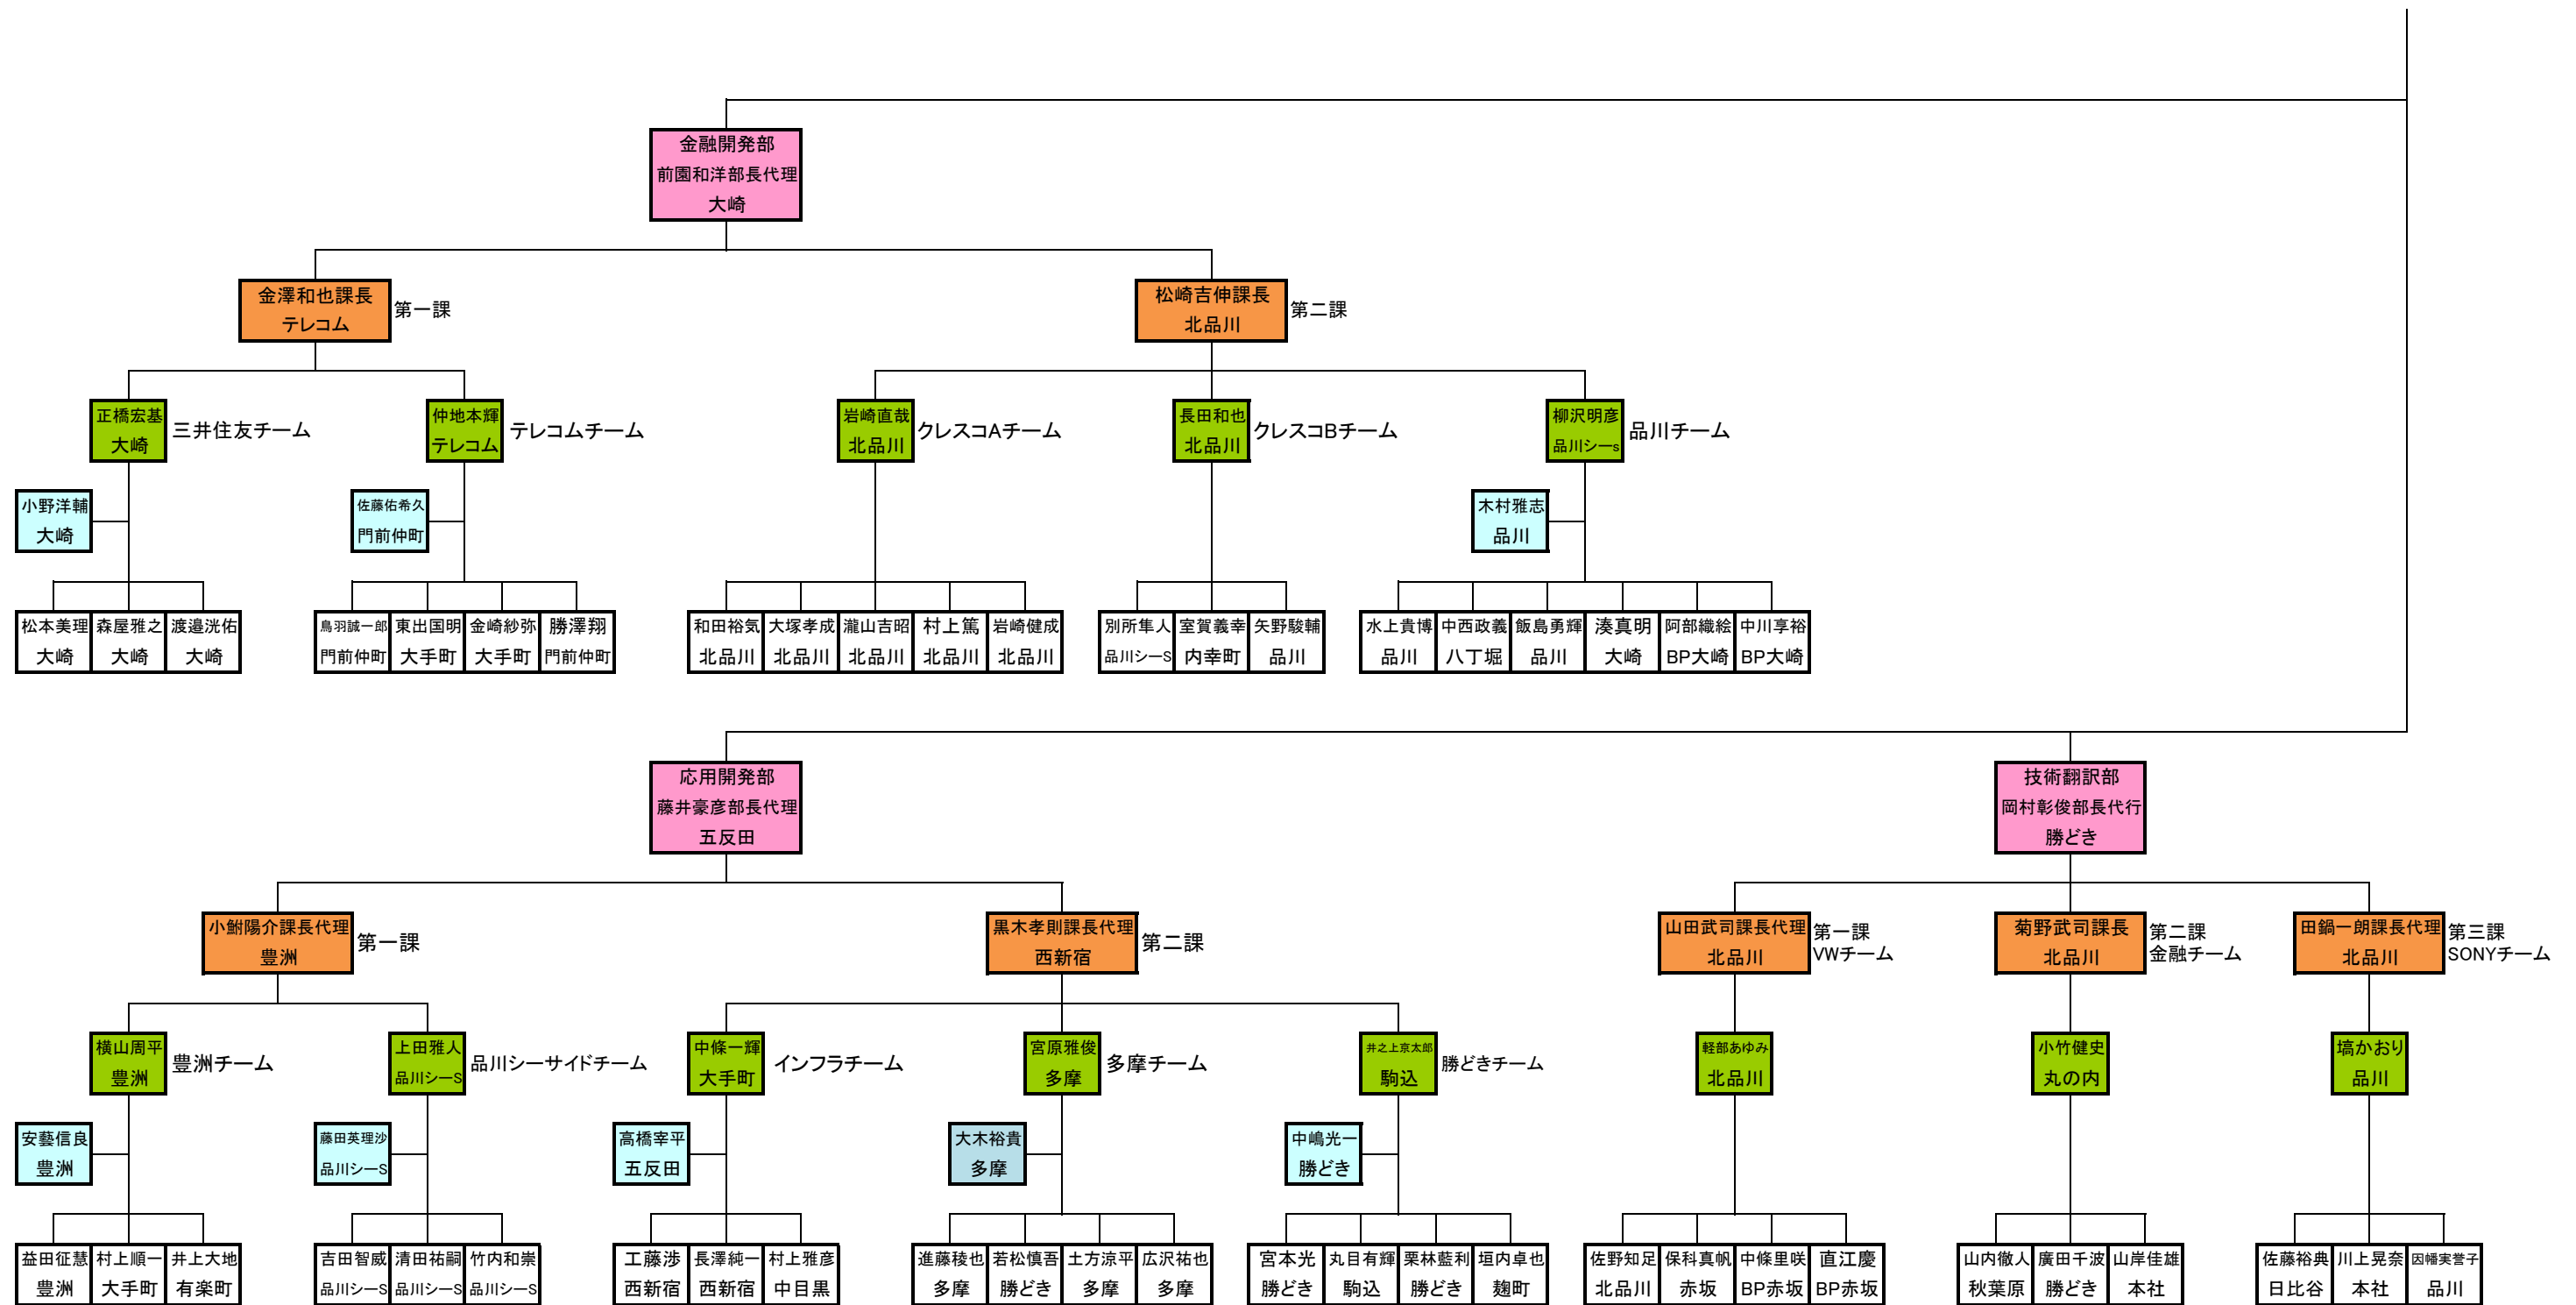 金融開発部
前園和洋部長代理
大崎
金澤和也課長
テレコム
第一課
松崎吉伸課長
北品川
第二課
正橋宏基
大崎
三井住友チーム
仲地本輝
テレコム
テレコムチーム
岩崎直哉
北品川
クレスコAチーム
長田和也
北品川
クレスコBチーム
柳沢明彦
品川シーs
品川チーム
小野洋輔
大崎
佐藤佑希久
門前仲町
木村雅志
品川
松本美理
大崎
森屋雅之
大崎
渡邉洸佑
大崎
鳥羽誠一郎
門前仲町
東出国明
大手町
金崎紗弥
大手町
勝澤翔
門前仲町
和田裕気
北品川
大塚孝成
北品川
瀧山吉昭
北品川
村上篤
北品川
岩崎健成
北品川
別所隼人
品川シーS
室賀義幸
内幸町
矢野駿輔
品川
水上貴博
品川
中西政義
八丁堀
飯島勇輝
品川
湊真明
大崎
阿部織絵
BP大崎
中川享裕
BP大崎
応用開発部
藤井豪彦部長代理
五反田
技術翻訳部
岡村彰俊部長代行
勝どき
小鮒陽介課長代理
豊洲
第一課
黒木孝則課長代理
西新宿
第二課
山田武司課長代理
北品川
第一課
VWチーム
菊野武司課長
北品川
第二課
金融チーム
田鍋一朗課長代理
北品川
第三課
SONYチーム
横山周平
豊洲
豊洲チーム
上田雅人
品川シーS
品川シーサイドチーム
中條一輝
大手町
インフラチーム
宮原雅俊
多摩
多摩チーム
井之上京太郎
駒込
勝どきチーム
軽部あゆみ
北品川
小竹健史
丸の内
塙かおり
品川
安藝信良
豊洲
藤田英理沙
品川シーS
高橋宰平
五反田
大木裕貴
多摩
中嶋光一
勝どき
益田征慧
豊洲
村上順一
大手町
井上大地
有楽町
吉田智威
品川シーS
清田祐嗣
品川シーS
竹内和崇
品川シーS
工藤渉
西新宿
長澤純一
西新宿
村上雅彦
中目黒
進藤稜也
多摩
若松慎吾
勝どき
土方涼平
多摩
広沢祐也
多摩
宮本光
勝どき
丸目有輝
駒込
栗林藍利
勝どき
垣内卓也
麹町
佐野知足
北品川
保科真帆
赤坂
中條里咲
BP赤坂
直江慶
BP赤坂
山内徹人
秋葉原
廣田千波
勝どき
山岸佳雄
本社
佐藤裕典
日比谷
川上晃奈
本社
因幡実誉子
品川